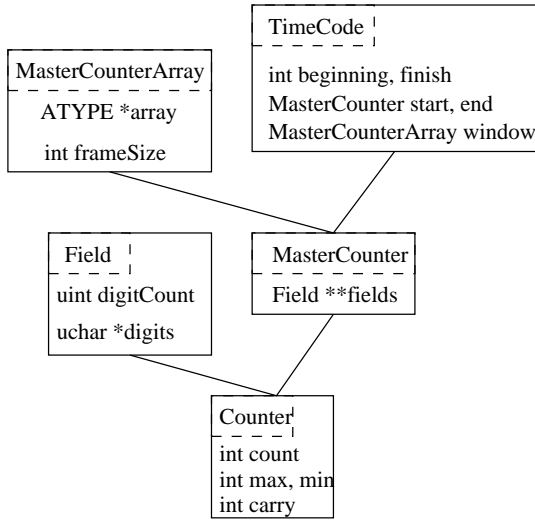 TimeCode
int beginning, finish
MasterCounter start, end
MasterCounterArray window
MasterCounterArray
ATYPE *array
int frameSize
Field
uint digitCount
uchar *digits
MasterCounter
Field **fields
Counter
int count
int max, min
int carry